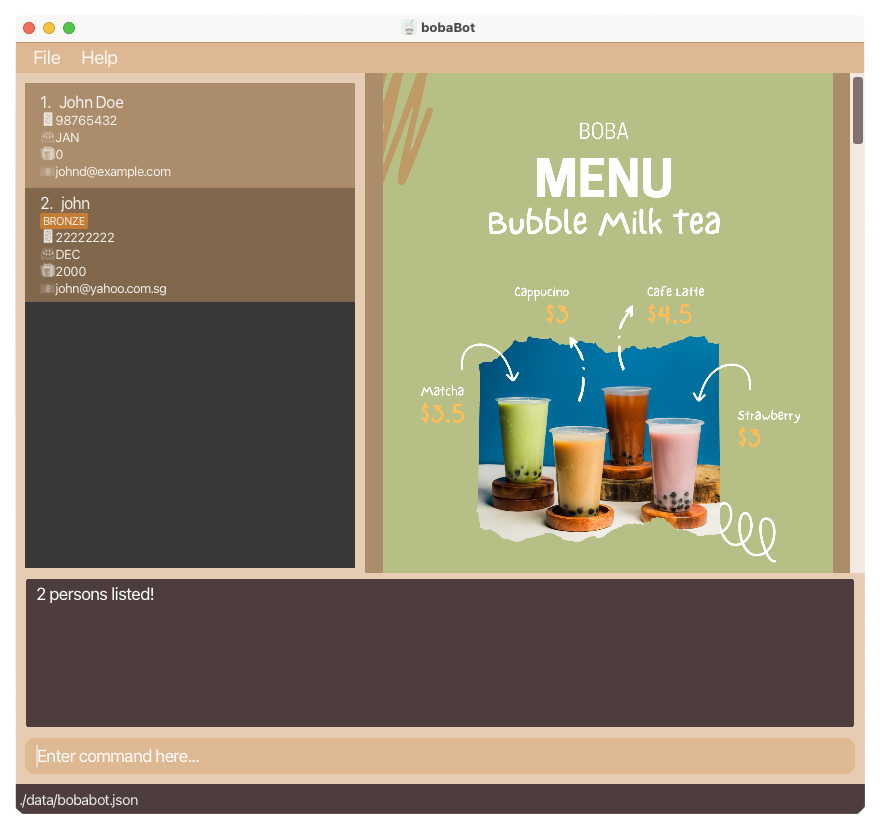 bobaBot
File Help
1. John Doe
98765432
JAN
0
johnd@example.com
2. john
BRONZE
22222222
DEC
2000
john@yahoo.com.sg
BOBA
MENU
Bubble Milk Tea
Cappucino
$3
Cafe Latte
$4.5
Matcha
$3.5
Strawberry
$3
2 persons listed!
Enter command here...
./data/bobabot.json